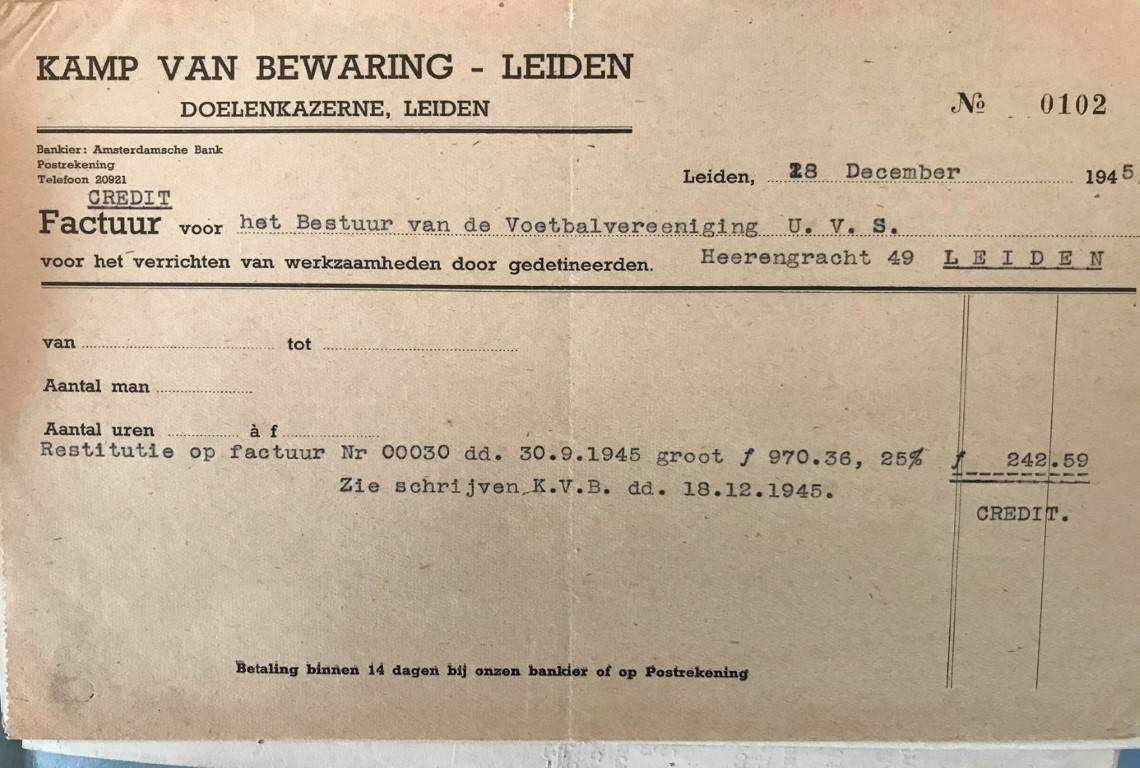 KAMP VAN BEWARING - LEIDEN
DOELENKAZERNE, LEIDEN
№ 0102
Bankier: Amsterdamsche Bank
Postrekening
Telefoon 20921
Leiden, 28 December 1945
CREDIT
Factuur voor het Bestuur van de Voetbalvereeniging U. V. S.
voor het verrichten van werkzaamheden door gedetineerden. Heerengracht 49 L E I D E N
van tot
Aantal man
Aantal uren à f
Restitutie op factuur Nr 00030 dd. 30.9.1945 groot ƒ 970.36, 25% ƒ 242.59
Zie schrijven K.V.B. dd. 18.12.1945.
CREDIT.
Betaling binnen 14 dagen bij onzen bankier of op Postrekening